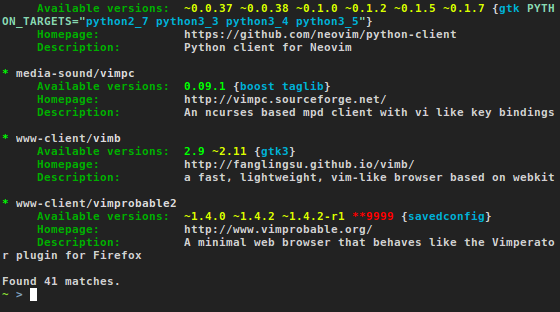 Available versions: ~0.0.37 ~0.0.38 ~0.1.0 ~0.1.2 ~0.1.5 ~0.1.7 {gtk PYTH
ON_TARGETS="python2_7 python3_3 python3_4 python3_5"}
Homepage: https://github.com/neovim/python-client
Description: Python client for Neovim
* media-sound/vimpc
Available versions: 0.09.1 {boost taglib}
Homepage: http://vimpc.sourceforge.net/
Description: An ncurses based mpd client with vi like key bindings
* www-client/vimb
Available versions: 2.9 ~2.11 {gtk3}
Homepage: http://fanglingsu.github.io/vimb/
Description: a fast, lightweight, vim-like browser based on webkit
* www-client/vimprobable2
Available versions: ~1.4.0 ~1.4.2 ~1.4.2-r1 **9999 {savedconfig}
Homepage: http://www.vimprobable.org/
Description: A minimal web browser that behaves like the Vimperato
r plugin for Firefox
Found 41 matches.
~ >